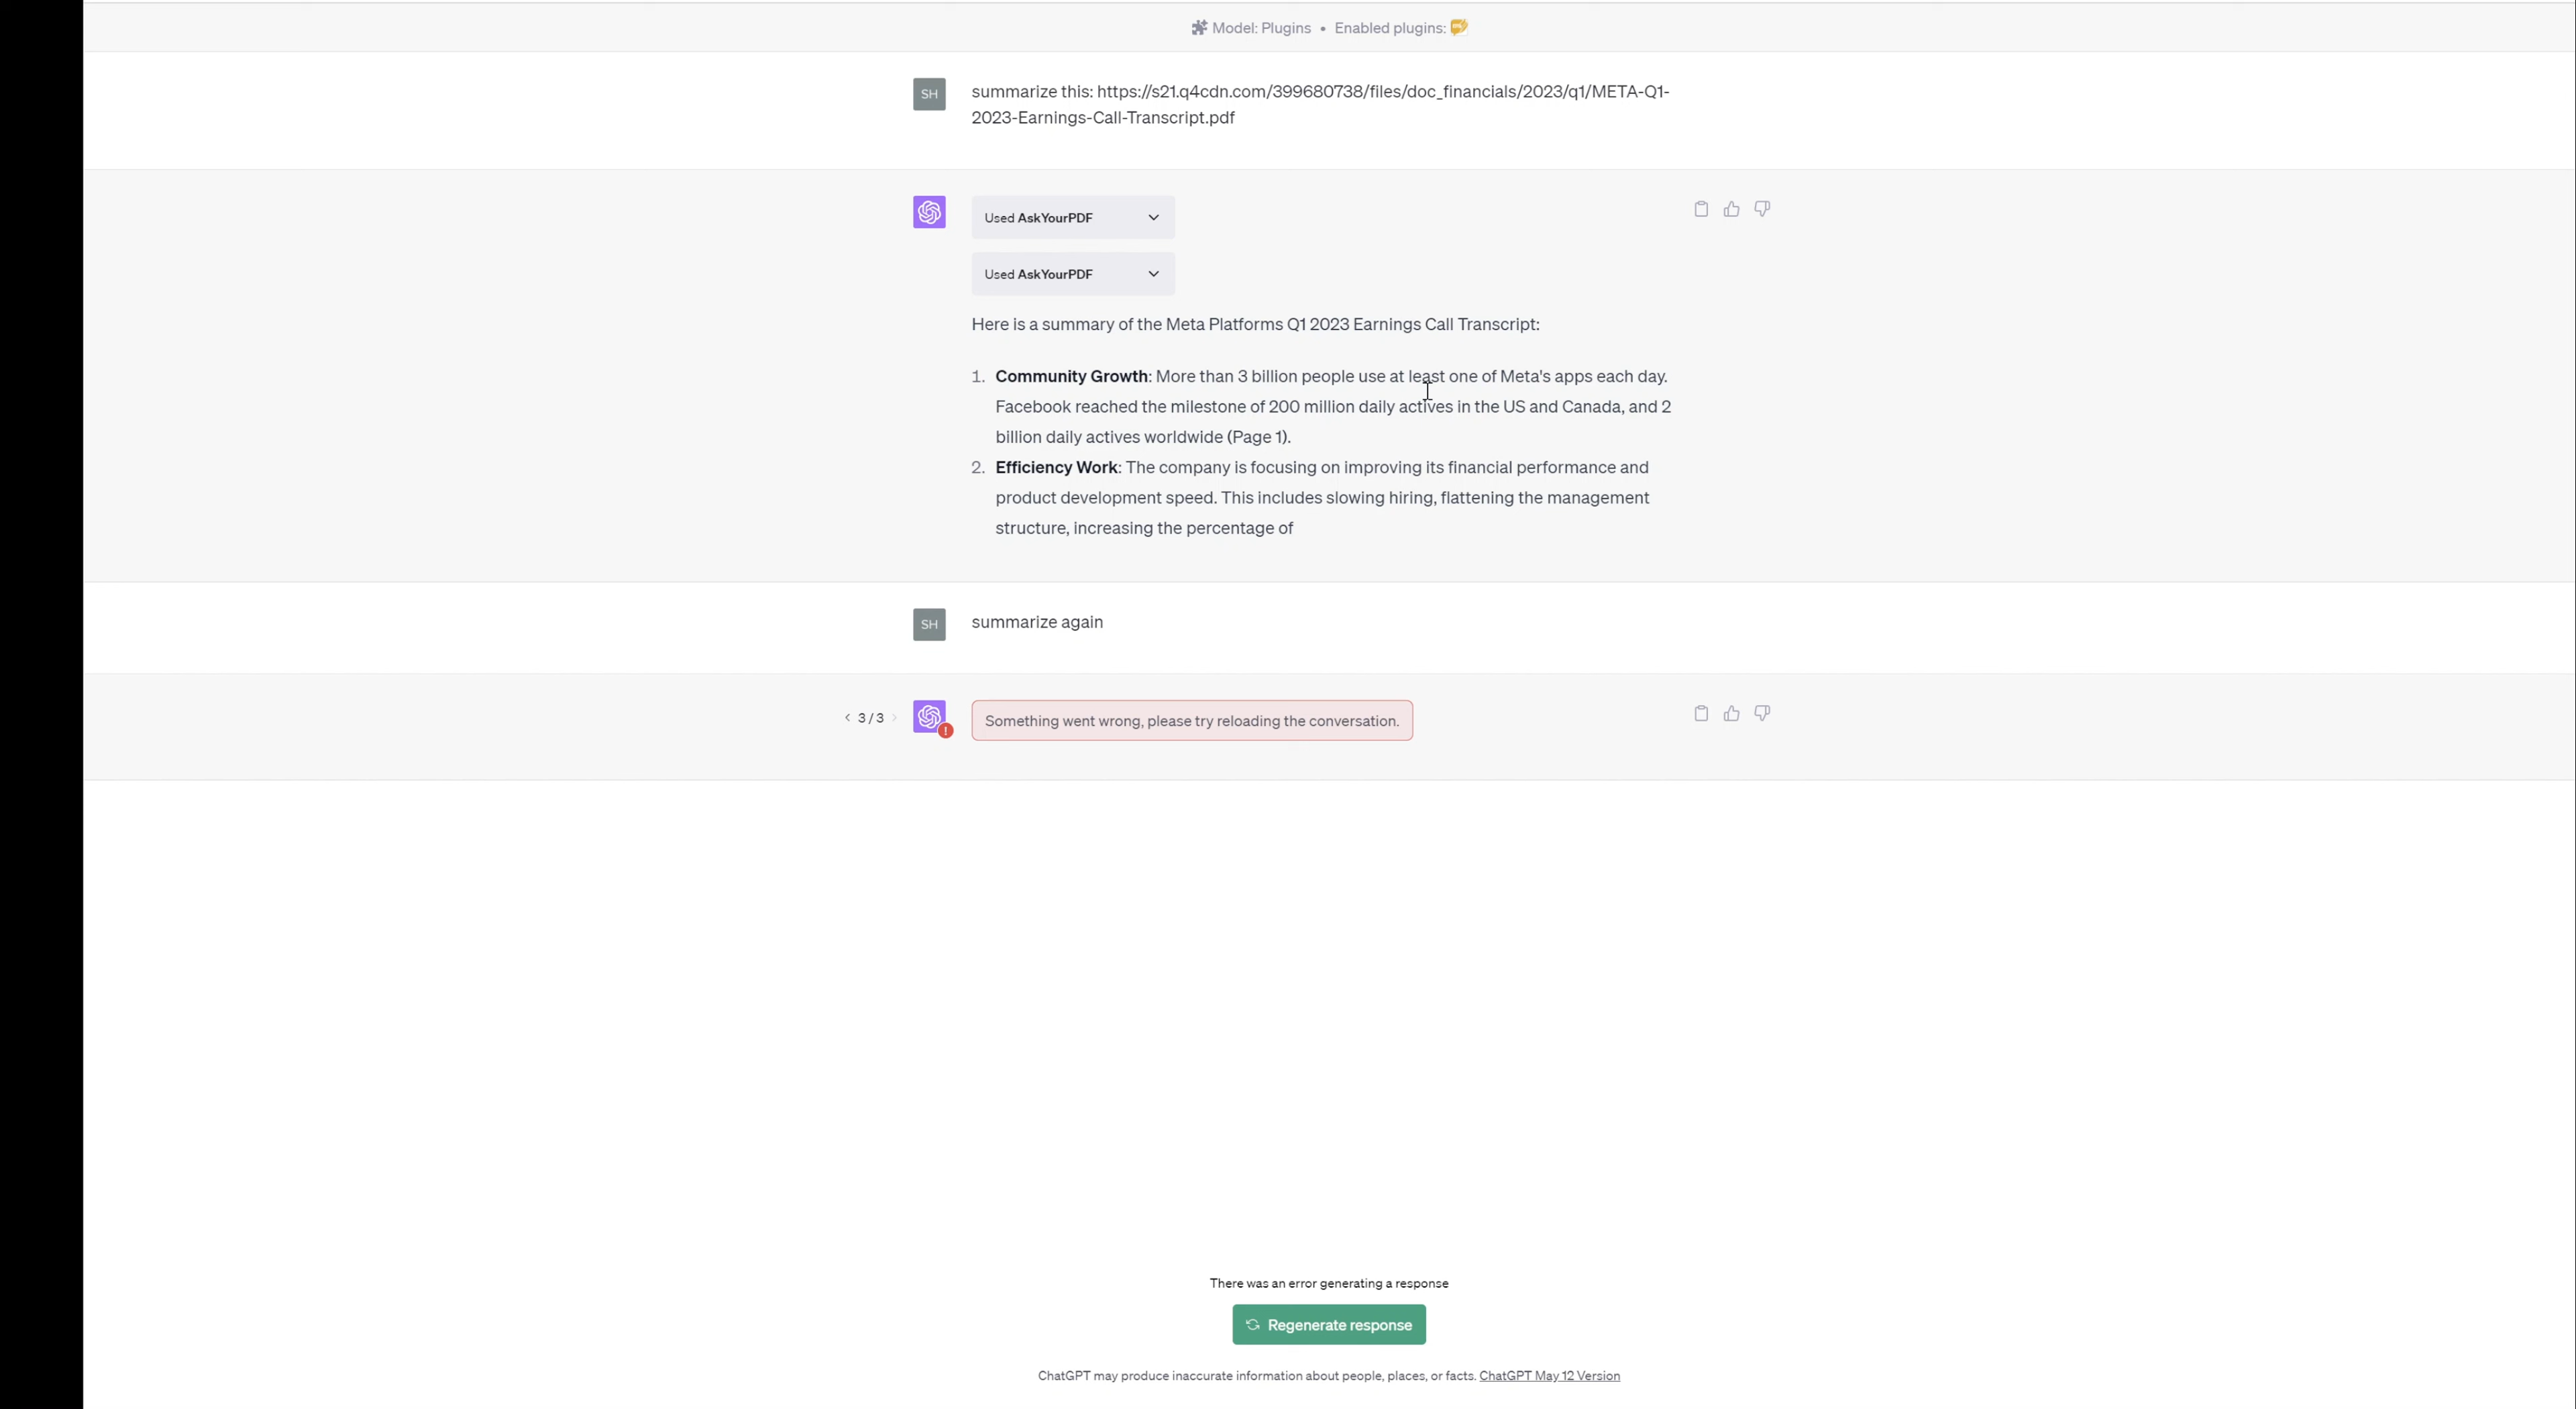 Model: Plugins • Enabled plugins:
SH
summarize this: https://s21.q4cdn.com/399680738/files/doc_financials/2023/q1/META-Q1-
2023-Earnings-Call-Transcript.pdf
Used AskYourPDF
Used AskYourPDF
Here is a summary of the Meta Platforms Q1 2023 Earnings Call Transcript:
1. Community Growth: More than 3 billion people use at least one of Meta's apps each day.
Facebook reached the milestone of 200 million daily actives in the US and Canada, and 2
billion daily actives worldwide (Page 1).
2. Efficiency Work: The company is focusing on improving its financial performance and
product development speed. This includes slowing hiring, flattening the management
structure, increasing the percentage of
SH
summarize again
< 3 / 3 >
!
Something went wrong, please try reloading the conversation.
There was an error generating a response
Regenerate response
ChatGPT may produce inaccurate information about people, places, or facts. ChatGPT May 12 Version